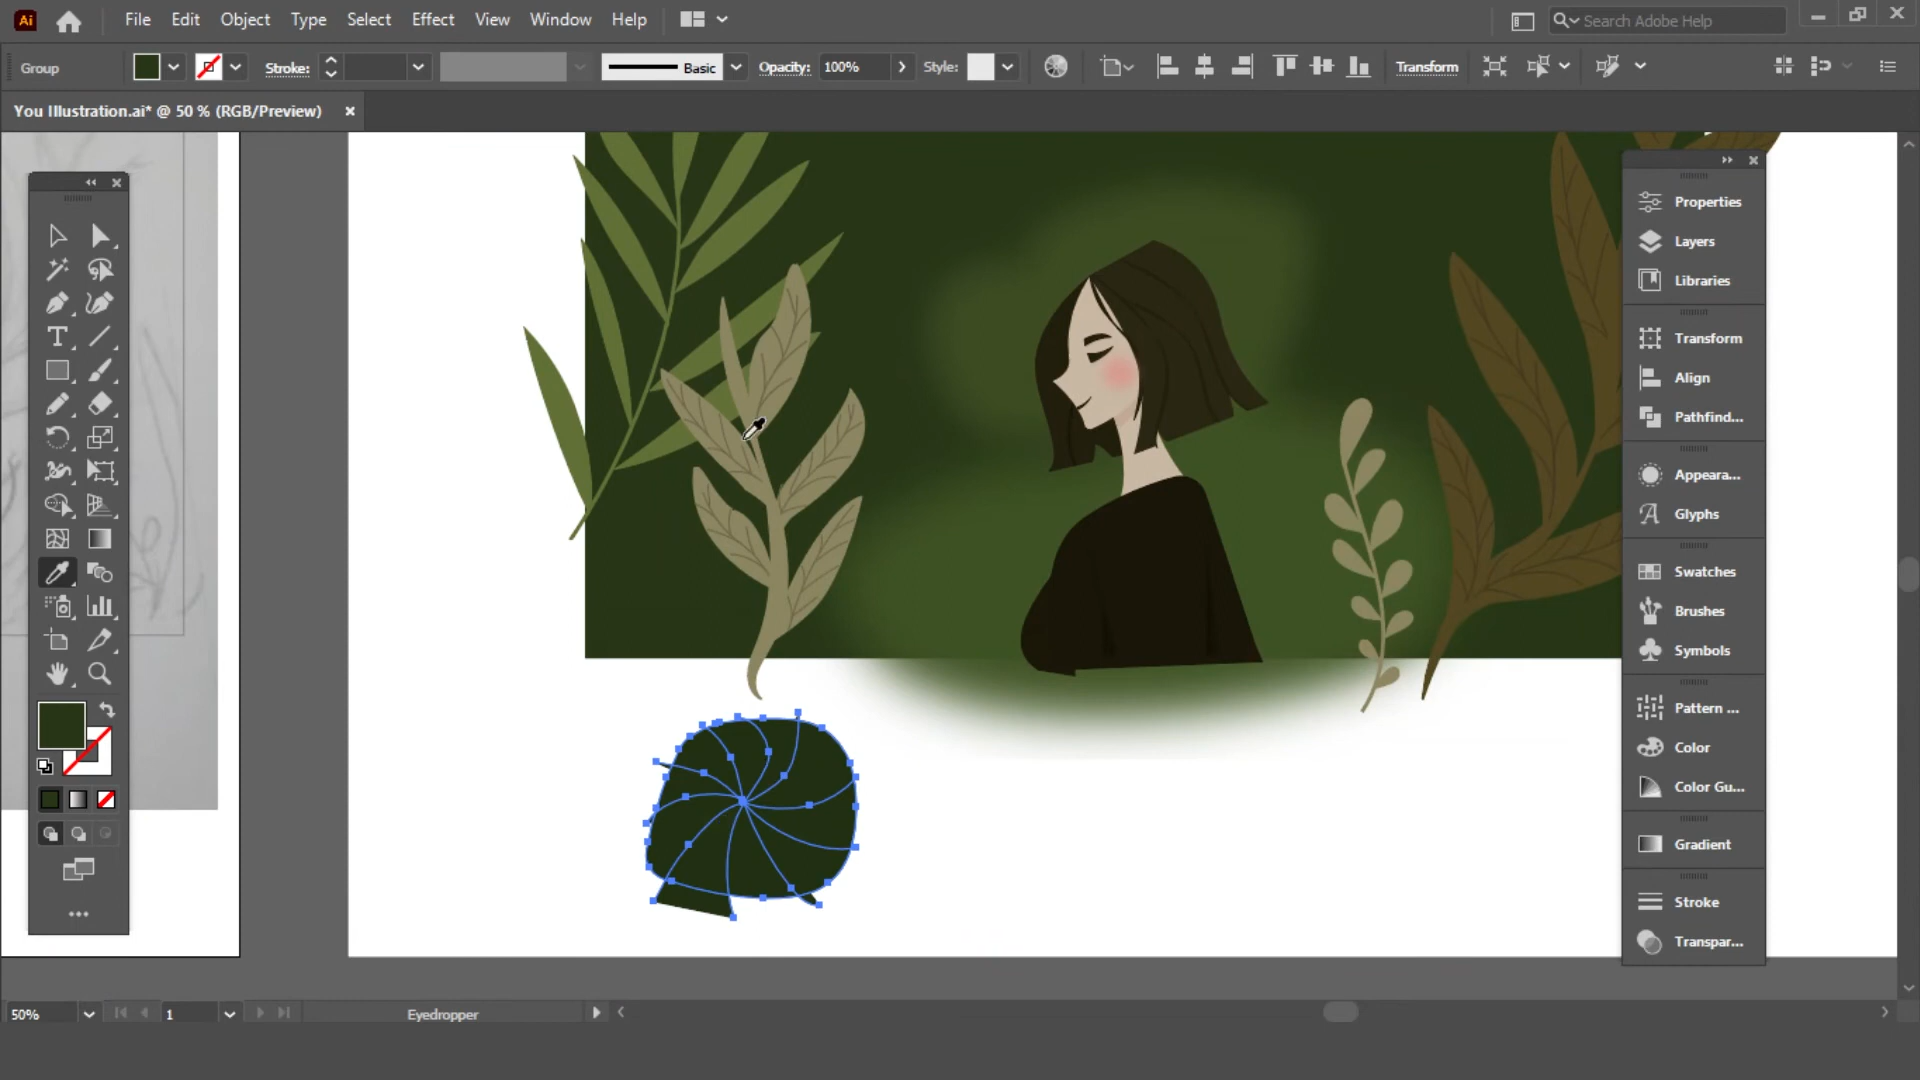 Ai File Edit Object Type Select Effect View Window Help Search Adobe Help
Group Stroke: Basic Opacity: 100% Style: Transform
You Illustration.ai* @ 50 % (RGB/Preview)
Properties
Layers
Libraries
Transform
Align
Pathfind...
Appeara...
Glyphs
Swatches
Brushes
Symbols
Pattern ...
Color
Color Gu...
Gradient
Stroke
Transpar...
50% 1 Eyedropper